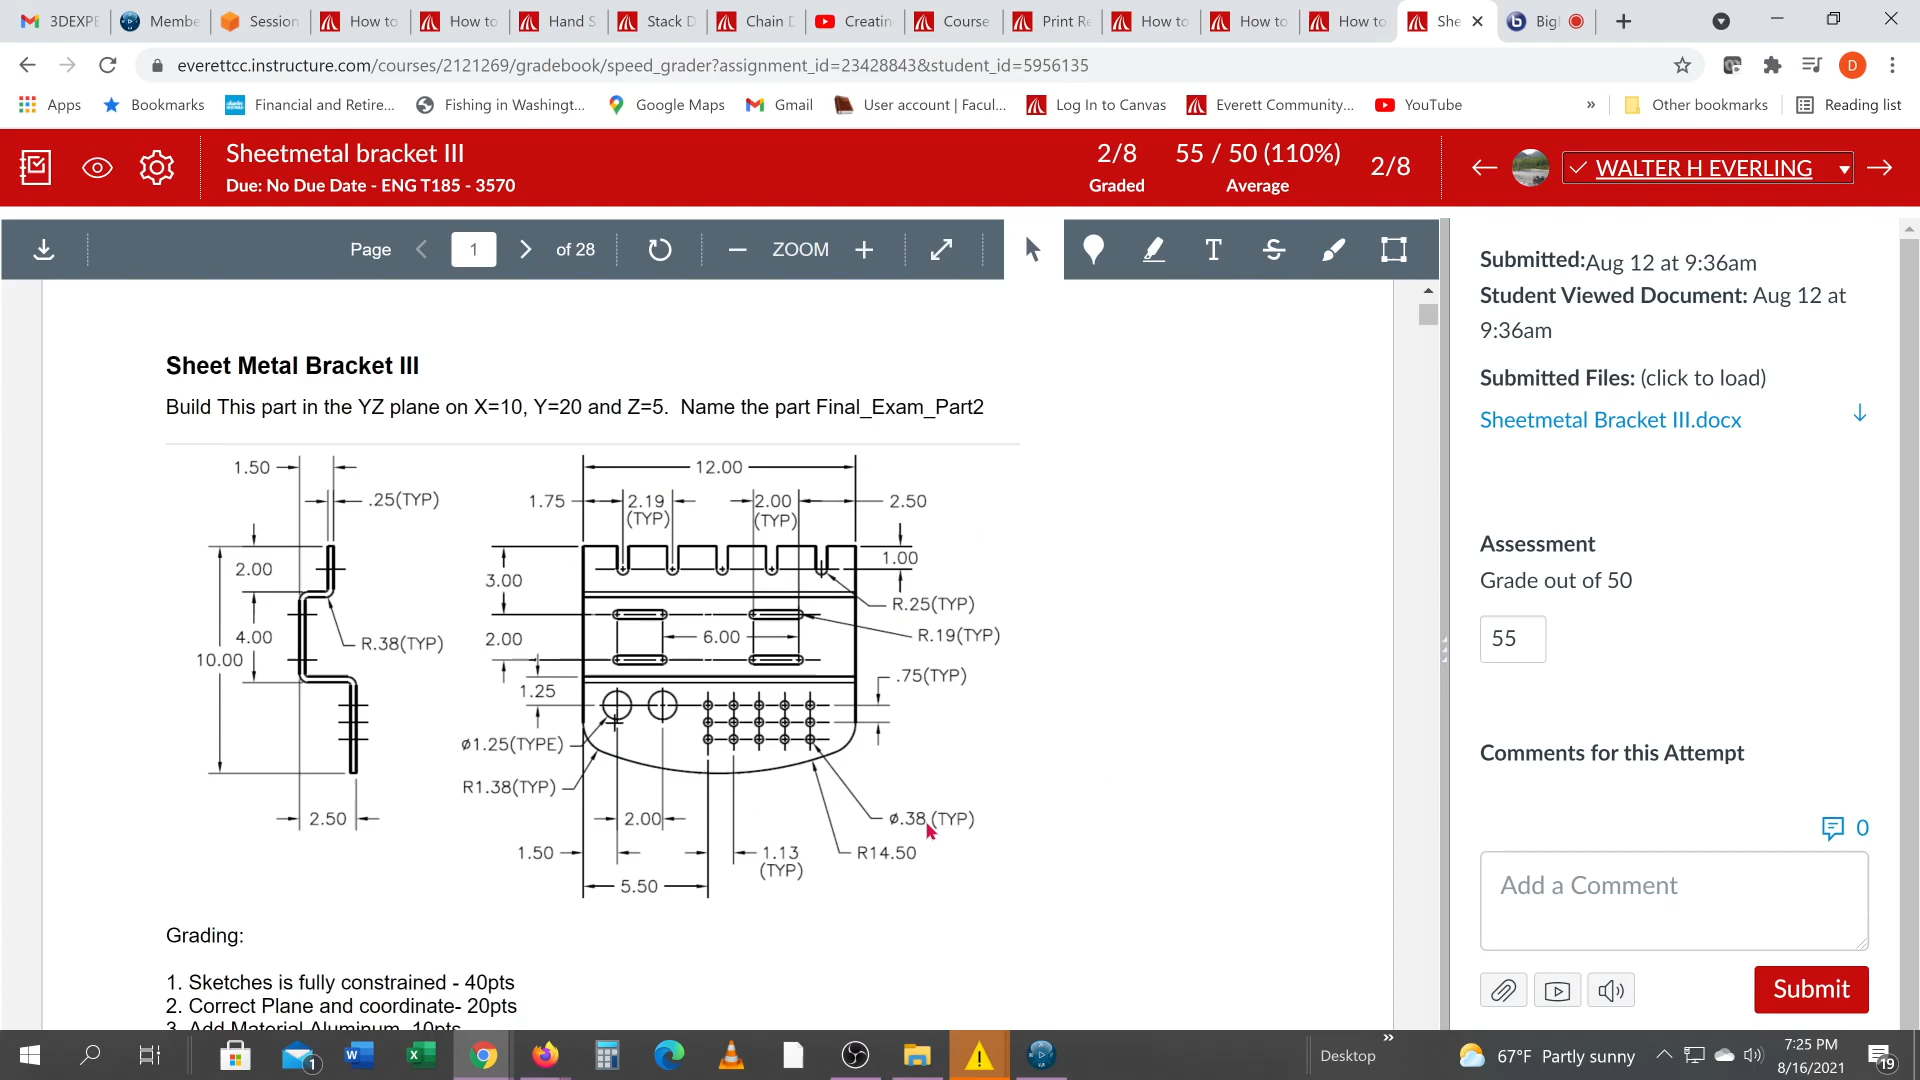 3DEXPE
Membe
Session
How to
How to
Hand S
Stack D
Chain D
Creatin
Course
Print Re
How to
How to
How to
She
Big
everettcc.instructure.com/courses/2121269/gradebook/speed_grader?assignment_id=23428843&student_id=5956135
D
Apps
Bookmarks
Financial and Retire...
Fishing in Washingt...
Google Maps
Gmail
User account | Facul...
Log In to Canvas
Everett Community...
YouTube
»
Other bookmarks
Reading list
Sheetmetal bracket III
Due: No Due Date - ENG T185 - 3570
2/8
Graded
55 / 50 (110%)
Average
2/8
WALTER H EVERLING
Page 1 of 28
ZOOM
T
S
Sheet Metal Bracket III
Build This part in the YZ plane on X=10, Y=20 and Z=5. Name the part Final_Exam_Part2
1.50
.25(TYP)
2.00
4.00
10.00
R.38(TYP)
2.50
12.00
1.75
2.19
(TYP)
2.00
(TYP)
2.50
1.00
3.00
R.25(TYP)
2.00
6.00
R.19(TYP)
1.25
.75(TYP)
ø1.25(TYPE)
R1.38(TYP)
2.00
ø.38(TYP)
1.50
1.13
(TYP)
R14.50
5.50
Grading:
1. Sketches is fully constrained - 40pts
2. Correct Plane and coordinate- 20pts
3. Add Material Aluminum- 10pts
Submitted: Aug 12 at 9:36am
Student Viewed Document: Aug 12 at
9:36am
Submitted Files: (click to load)
Sheetmetal Bracket III.docx
Assessment
Grade out of 50
55
Comments for this Attempt
0
Add a Comment
Submit
1
Desktop
»
67°F Partly sunny
7:25 PM
8/16/2021
19